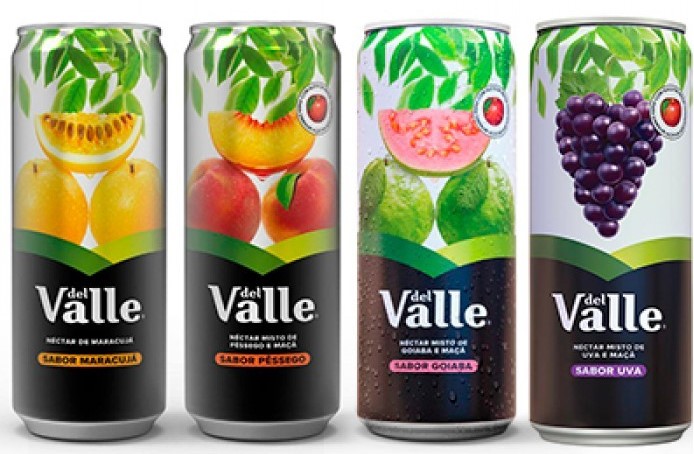 del
Valle
NÉCTAR DE MARACUJÁ
SABOR MARACUJÁ
del
Valle
NÉCTAR MISTO DE
PÊSSEGO E MAÇÃ
SABOR PÊSSEGO
del
Valle
NÉCTAR MISTO DE
GOIABA E MAÇÃ
SABOR GOIABA
del
Valle
NÉCTAR MISTO DE
UVA E MAÇÃ
SABOR UVA